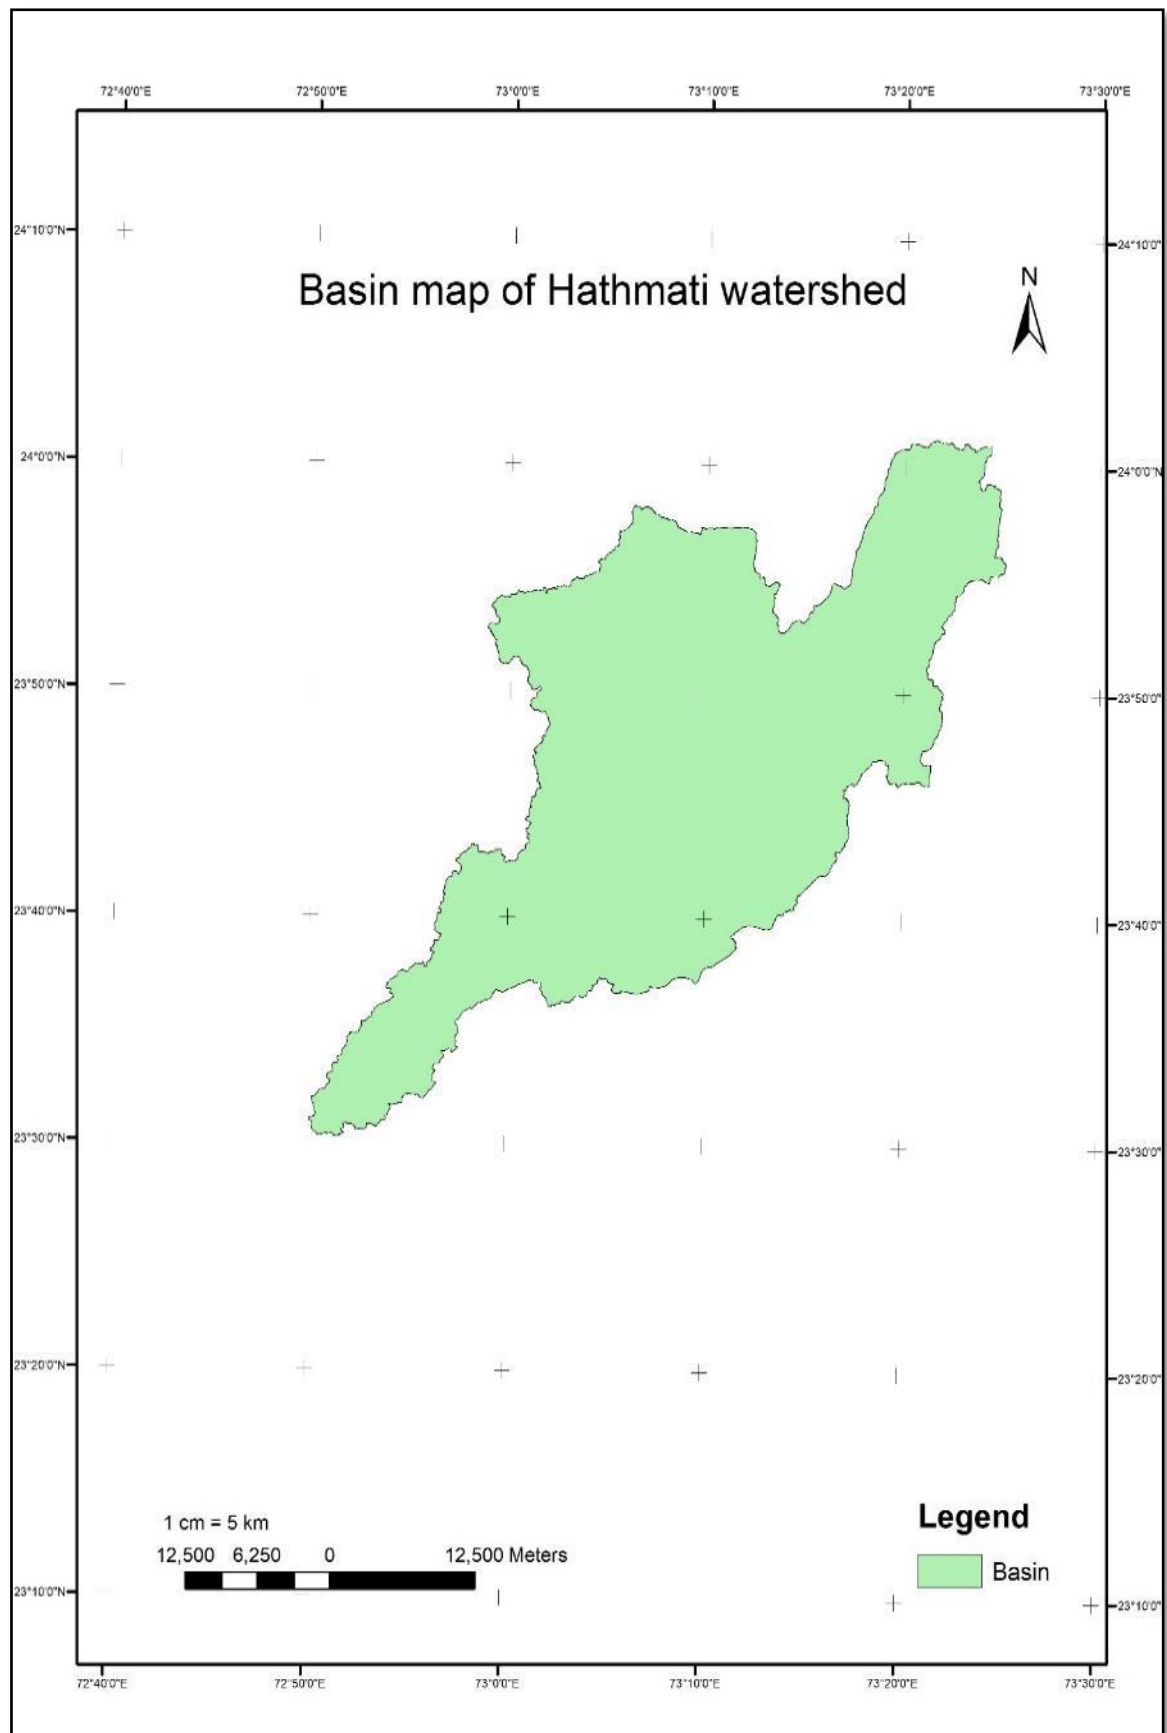 72°40'0"E 72°50'0"E 73°0'0"E 73°10'0"E 73°20'0"E 73°30'0"E
24°10'0"N 24°10'0"
Basin map of Hathmati watershed
N
24°0'0"N 24°0'0"N
23°50'0"N 23°50'0"
23°40'0"N 23°40'0"
23°30'0"N 23°30'0"
23°20'0"N 23°20'0"
Legend
1 cm = 5 km
12,500 6,250 0 12,500 Meters
Basin
23°10'0"N 23°10'0"
72°40'0"E 72°50'0"E 73°0'0"E 73°10'0"E 73°20'0"E 73°30'0"E